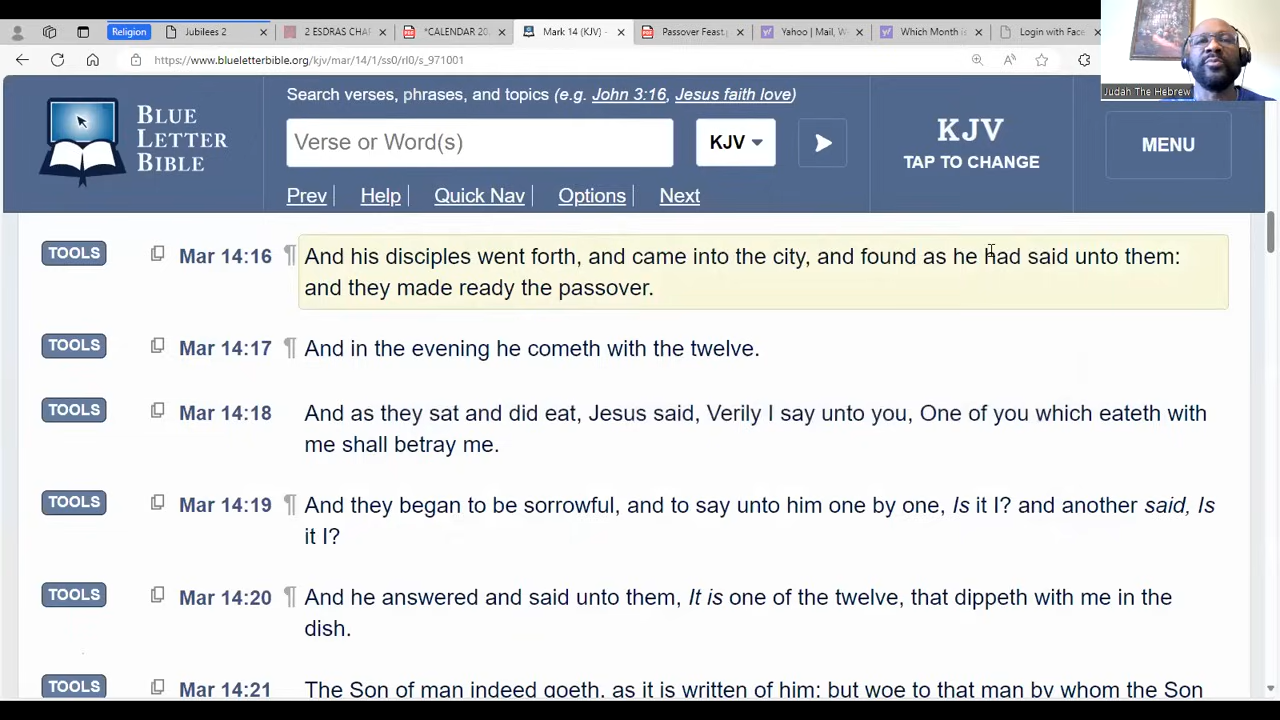 Religion
Jubilees 2
2 ESDRAS CHA
*CALENDAR 20
Mark 14 (KJV)
Passover Feast.p
Yahoo | Mail, W
Which Month is
Login with Face
https://www.blueletterbible.org/kjv/mar/14/1/ss0/rl0/s_971001
Judah The Hebrew
BLUE
LETTER
BIBLE
Search verses, phrases, and topics (e.g. John 3:16, Jesus faith love)
Verse or Word(s)
KJV
KJV
TAP TO CHANGE
MENU
Prev
Help
Quick Nav
Options
Next
TOOLS Mar 14:16 ¶ And his disciples went forth, and came into the city, and found as he had said unto them:
and they made ready the passover.
TOOLS Mar 14:17 ¶ And in the evening he cometh with the twelve.
TOOLS Mar 14:18 And as they sat and did eat, Jesus said, Verily I say unto you, One of you which eateth with
me shall betray me.
TOOLS Mar 14:19 ¶ And they began to be sorrowful, and to say unto him one by one, Is it I? and another said, Is
it I?
TOOLS Mar 14:20 ¶ And he answered and said unto them, It is one of the twelve, that dippeth with me in the
dish.
TOOLS Mar 14:21 The Son of man indeed goeth, as it is written of him: but woe to that man by whom the Son